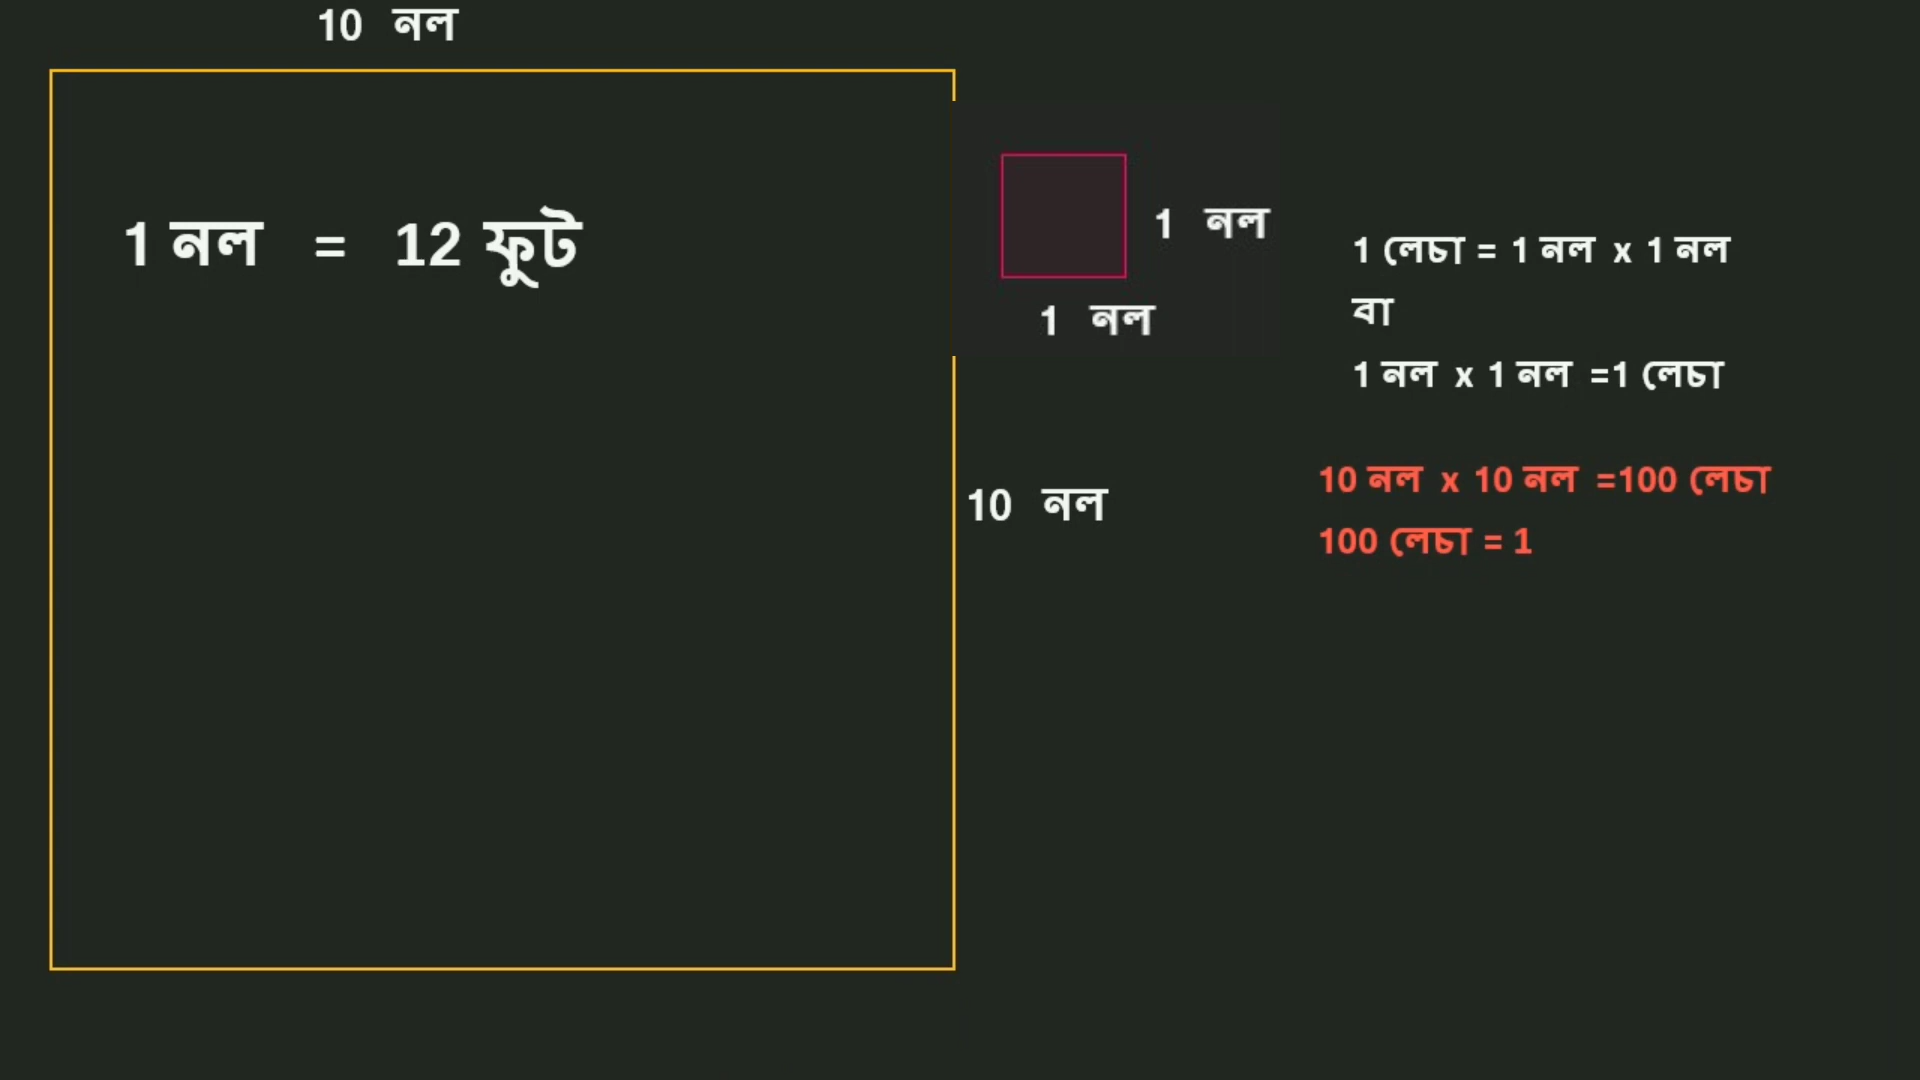 10 নল
1 নল = 12 ফুট
1 নল
1 নল
10 নল
1 লেচা = 1 নল x 1 নল
বা
1 নল x 1 নল =1 লেচা
10 নল x 10 নল =100 লেচা
100 লেচা = 1